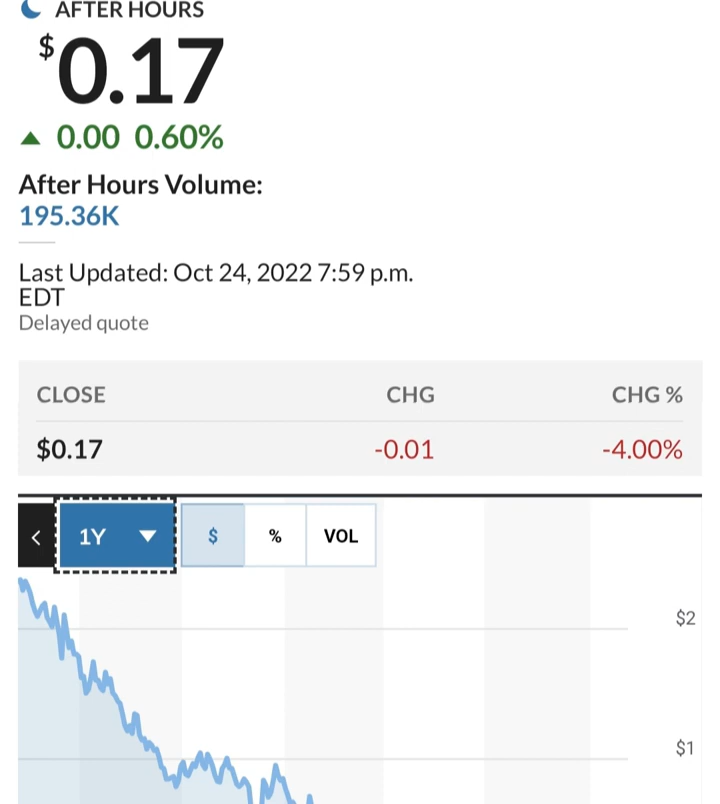 AFTER HOURS
$0.17
0.00 0.60%
After Hours Volume:
195.36K
Last Updated: Oct 24, 2022 7:59 p.m.
EDT
Delayed quote
CLOSE CHG CHG %
$0.17 -0.01 -4.00%
1Y $ % VOL
$2
$1